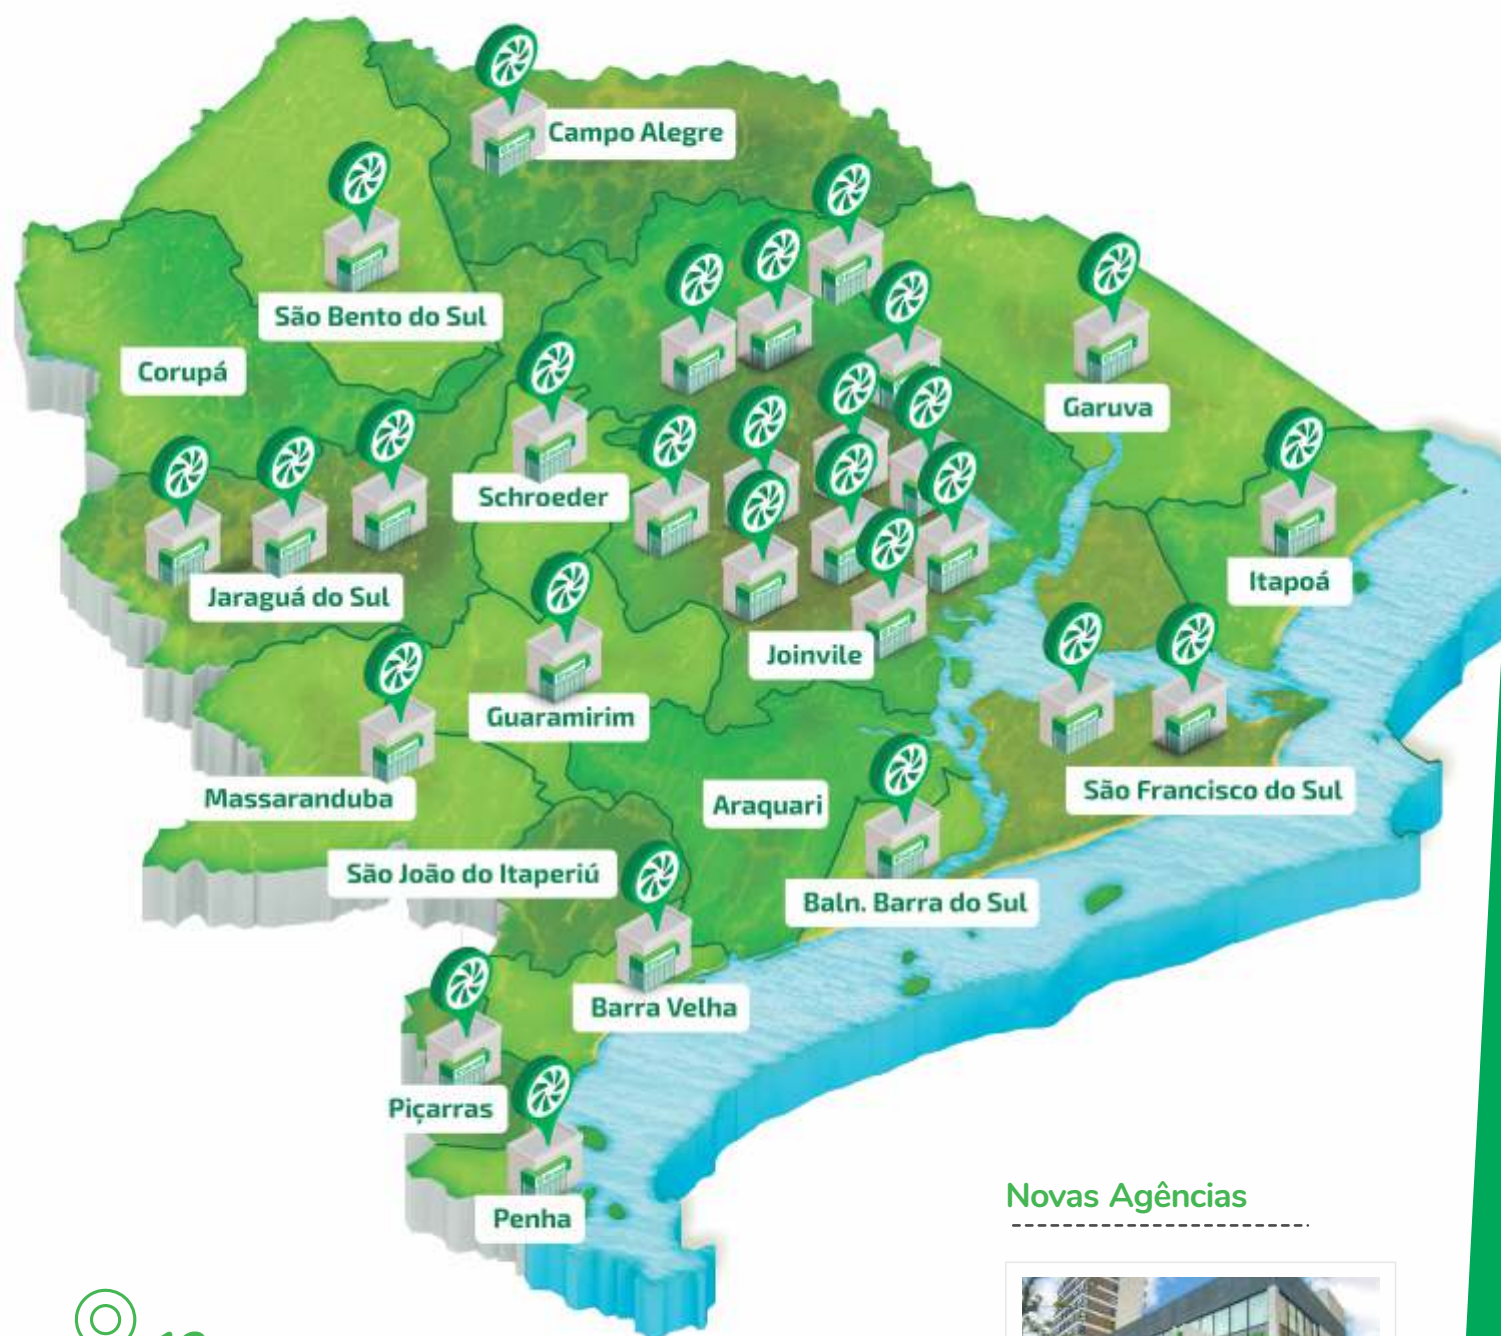 Campo Alegre
São Bento do Sul
Corupá
Garuva
Schroeder
Itapoá
Jaraguá do Sul
Joinvile
Guaramirim
São Francisco do Sul
Massaranduba
Araquari
São João do Itaperiú
Baln. Barra do Sul
Barra Velha
Piçarras
Penha
Novas Agências